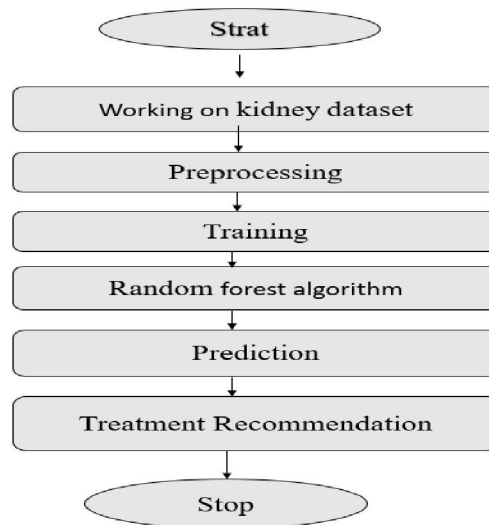 Strat
Working on kidney dataset
Preprocessing
Training
Random forest algorithm
Prediction
Treatment Recommendation
Stop